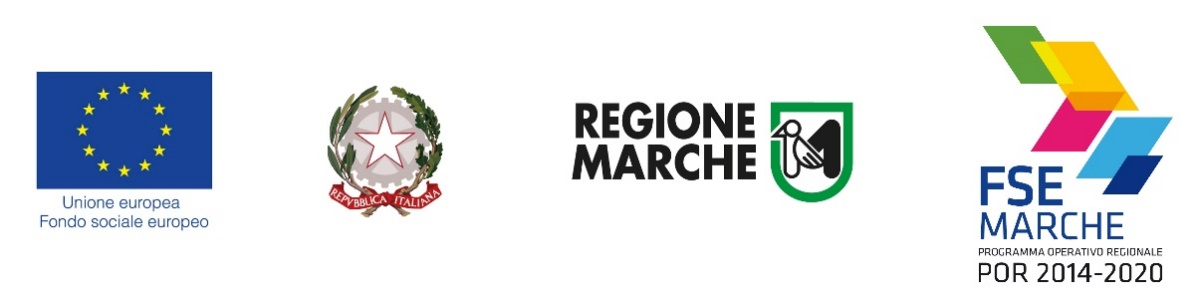 Unione europea
Fondo sociale europeo
REPVBBLICA ITALIANA
REGIONE
MARCHE
FSE
MARCHE
PROGRAMMA OPERATIVO REGIONALE
POR 2014-2020